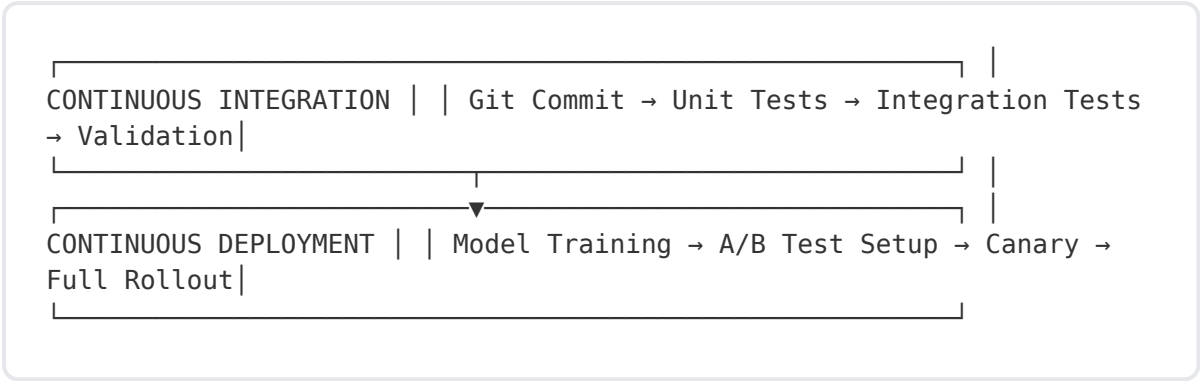 ┌──────────────────────────────────────────────────────────┐ │
CONTINUOUS INTEGRATION │ │ Git Commit → Unit Tests → Integration Tests
→ Validation│
└──────────────────────────┬───────────────────────────────┘ │
┌──────────────────────────▼───────────────────────────────┐ │
CONTINUOUS DEPLOYMENT │ │ Model Training → A/B Test Setup → Canary →
Full Rollout│
└──────────────────────────────────────────────────────────┘